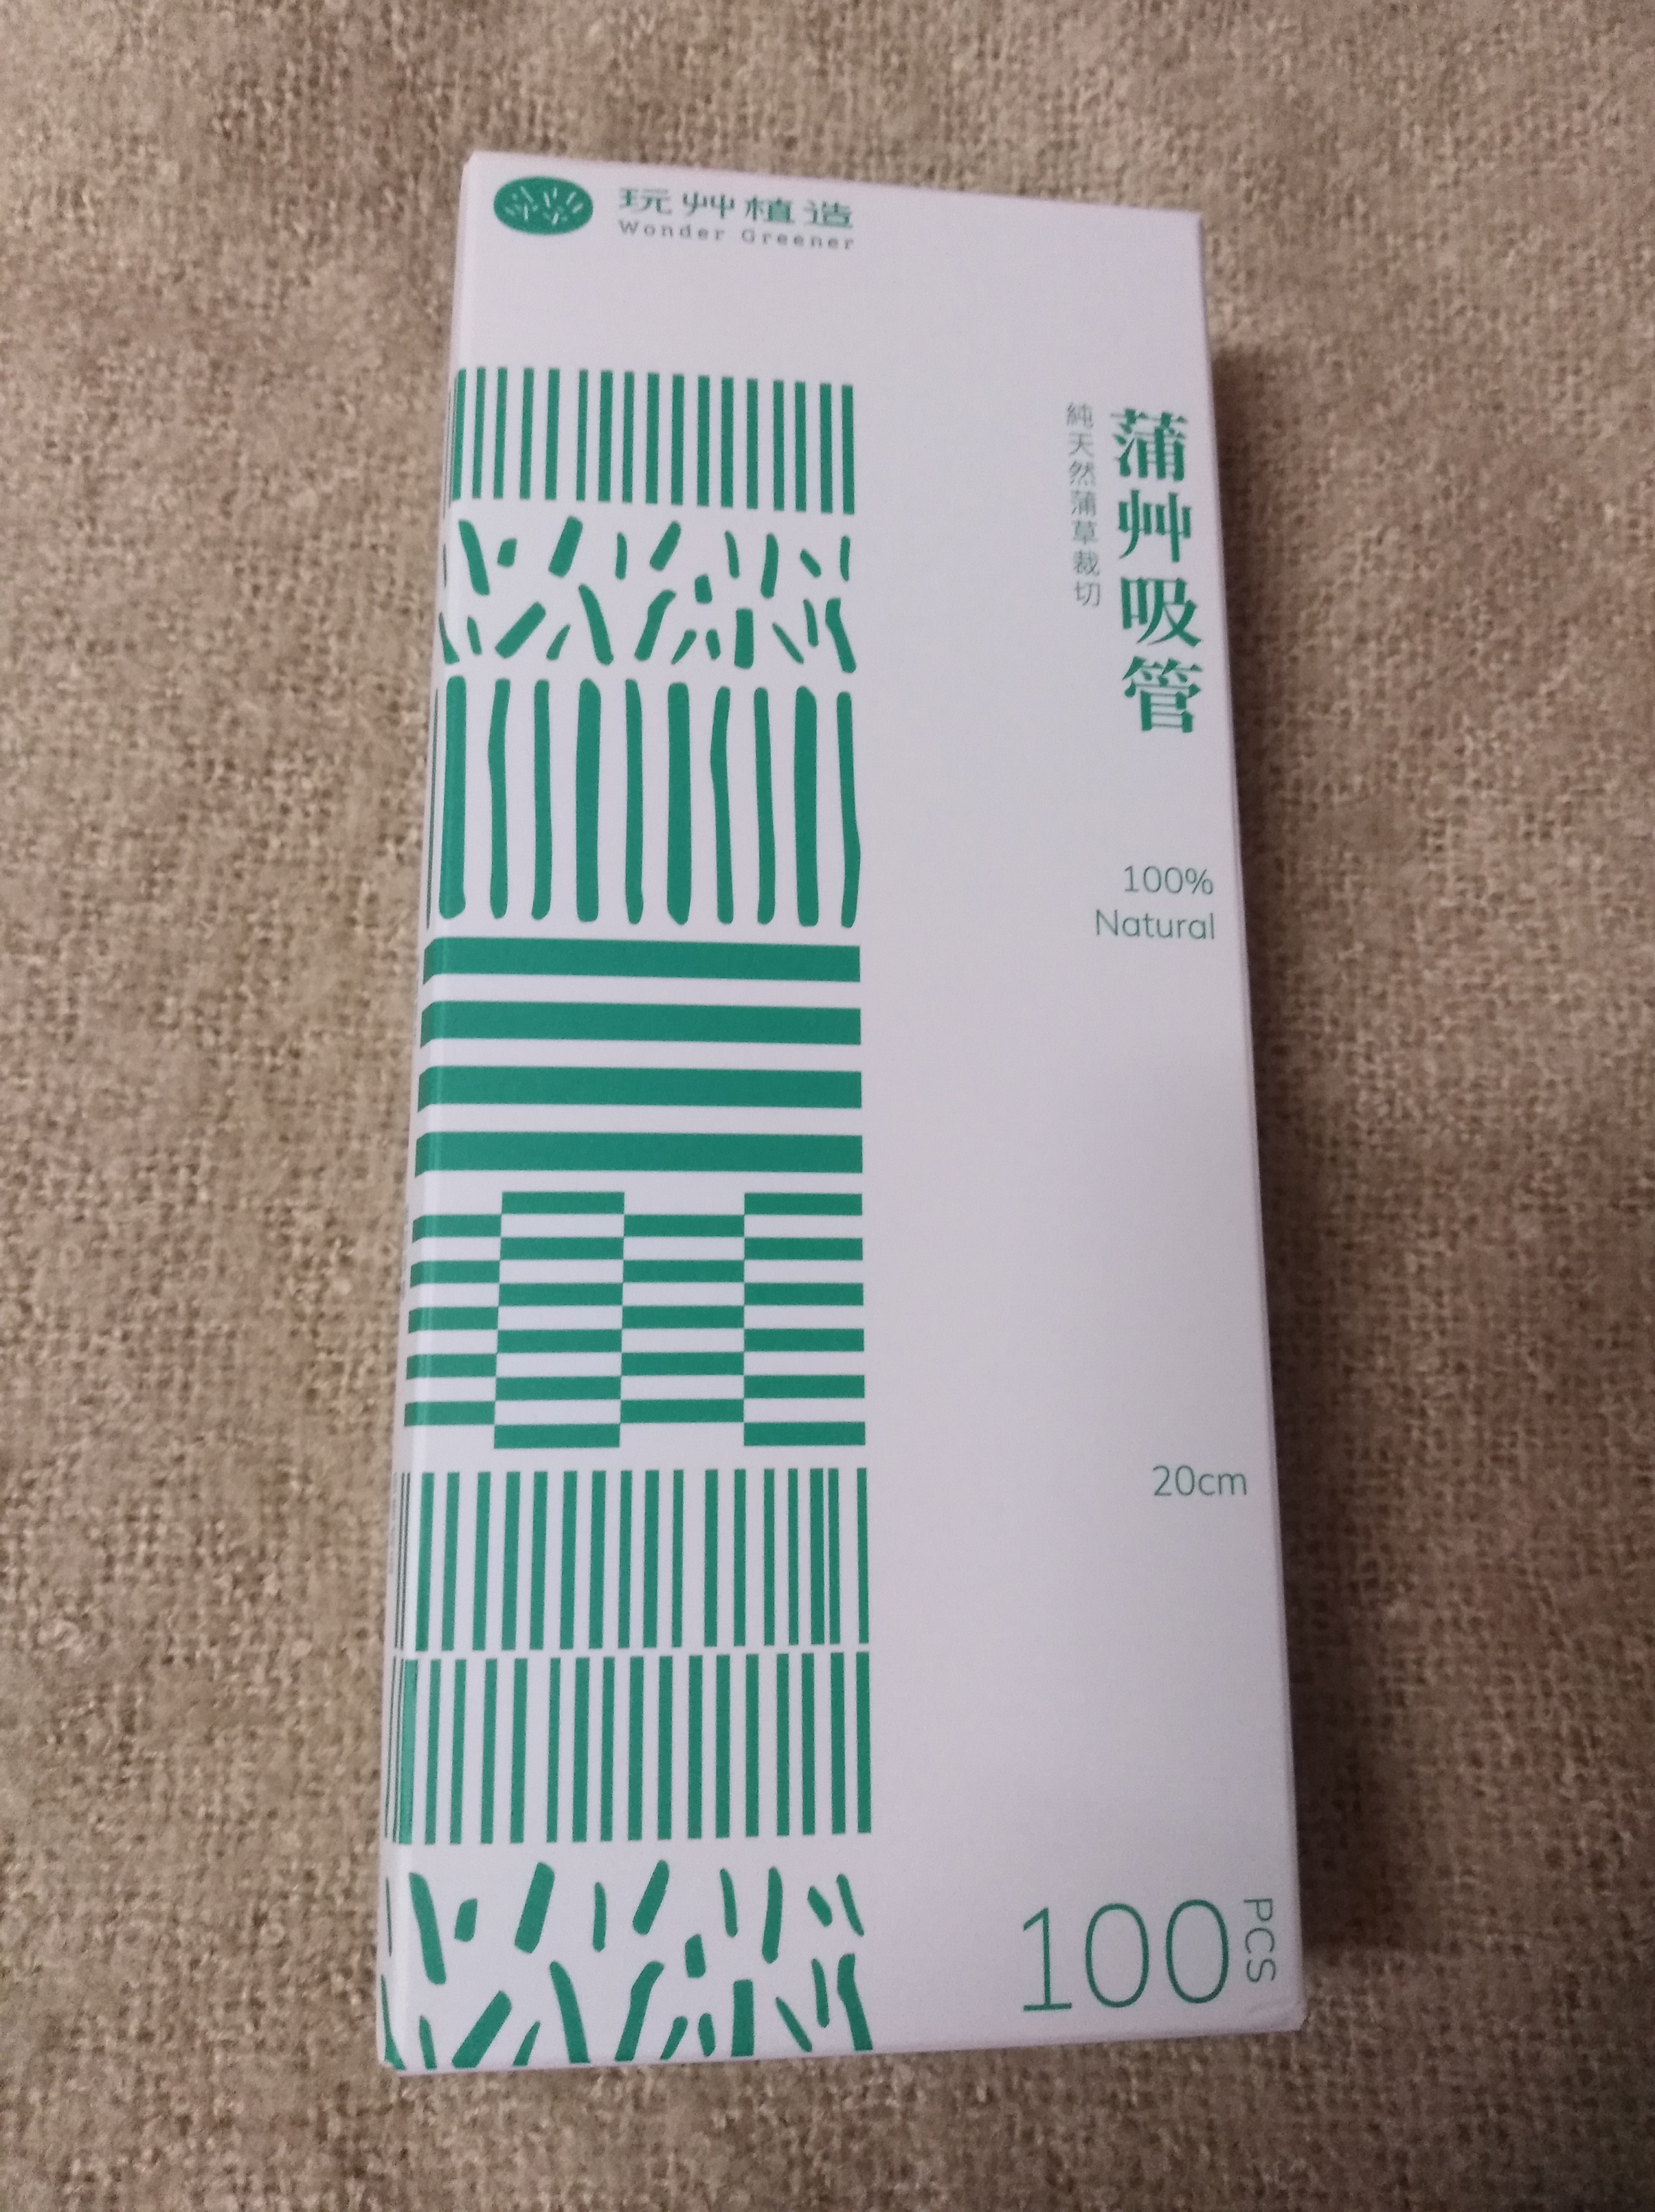 玩艸植造
Wonder Greener
蒲艸吸管
純天然蒲草裁切
100%
Natural
20cm
100
PCS